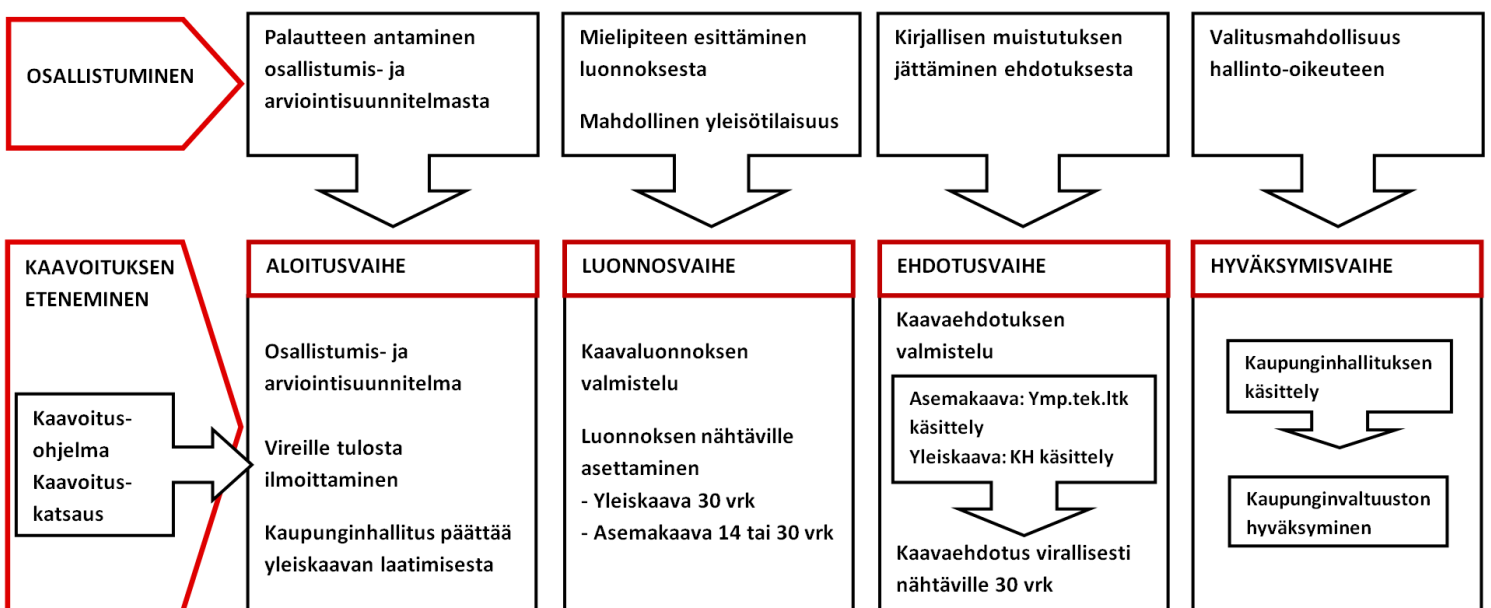 OSALLISTUMINEN
Palautteen antaminen
osallistumis- ja
arviointisuunnitelmasta
Mielipiteen esittäminen
luonnoksesta
Mahdollinen yleisötilaisuus
Kirjallisen muistutuksen
jättäminen ehdotuksesta
Valitusmahdollisuus
hallinto-oikeuteen
KAAVOITUKSEN
ETENEMINEN
Kaavoitus-
ohjelma
Kaavoitus-
katsaus
ALOITUSVAIHE
Osallistumis- ja
arviointisuunnitelma
Vireille tulosta
ilmoittaminen
Kaupunginhallitus päättää
yleiskaavan laatimisesta
LUONNOSVAIHE
Kaavaluonnoksen
valmistelu
Luonnoksen nähtäville
asettaminen
- Yleiskaava 30 vrk
- Asemakaava 14 tai 30 vrk
EHDOTUSVAIHE
Kaavaehdotuksen
valmistelu
Asemakaava: Ymp.tek.ltk
käsittely
Yleiskaava: KH käsittely
Kaavaehdotus virallisesti
nähtäville 30 vrk
HYVÄKSYMISVAIHE
Kaupunginhallituksen
käsittely
Kaupunginvaltuuston
hyväksyminen